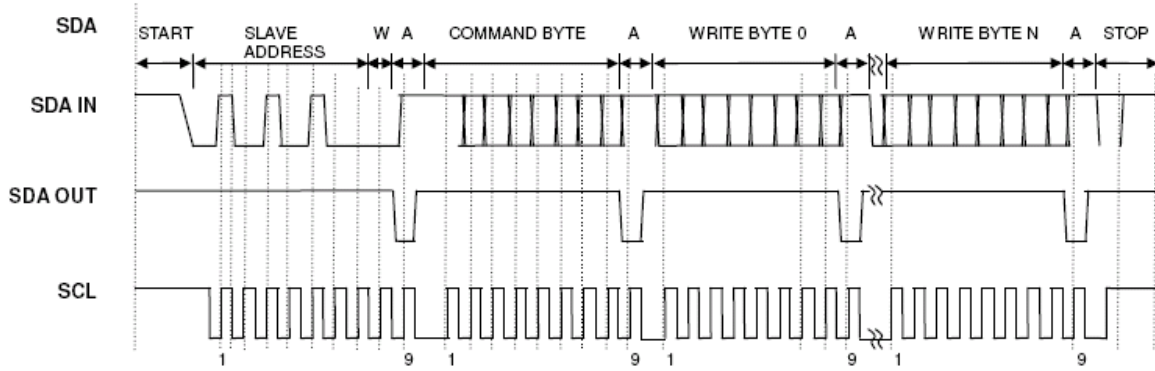 SDA
START SLAVE ADDRESS W A COMMAND BYTE A WRITE BYTE 0 A WRITE BYTE N A STOP
SDA IN
SDA OUT
SCL
1 9 1 9 1 9 1 9